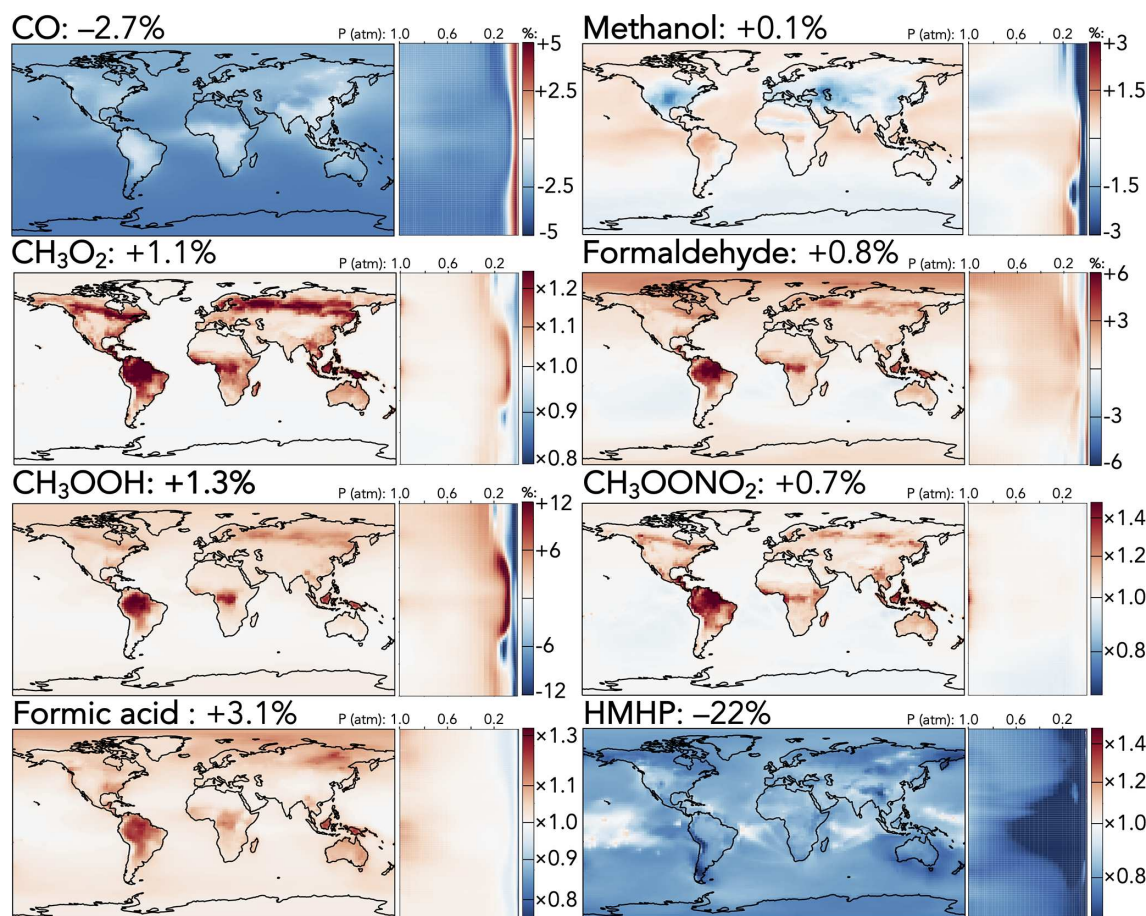 CO: –2.7%
P (atm): 1.0 0.6 0.2 %:
+5
+2.5
-2.5
-5
Methanol: +0.1%
P (atm): 1.0 0.6 0.2 %:
+3
+1.5
-1.5
-3
CH₃O₂: +1.1%
P (atm): 1.0 0.6 0.2
×1.2
×1.1
×1.0
×0.9
×0.8
Formaldehyde: +0.8%
P (atm): 1.0 0.6 0.2 %:
+6
+3
-3
-6
CH₃OOH: +1.3%
P (atm): 1.0 0.6 0.2 %:
+12
+6
-6
-12
CH₃OONO₂: +0.7%
P (atm): 1.0 0.6 0.2
×1.4
×1.2
×1.0
×0.8
Formic acid : +3.1%
P (atm): 1.0 0.6 0.2
×1.3
×1.1
×1.0
×0.9
×0.8
HMHP: –22%
P (atm): 1.0 0.6 0.2
×1.4
×1.2
×1.0
×0.8